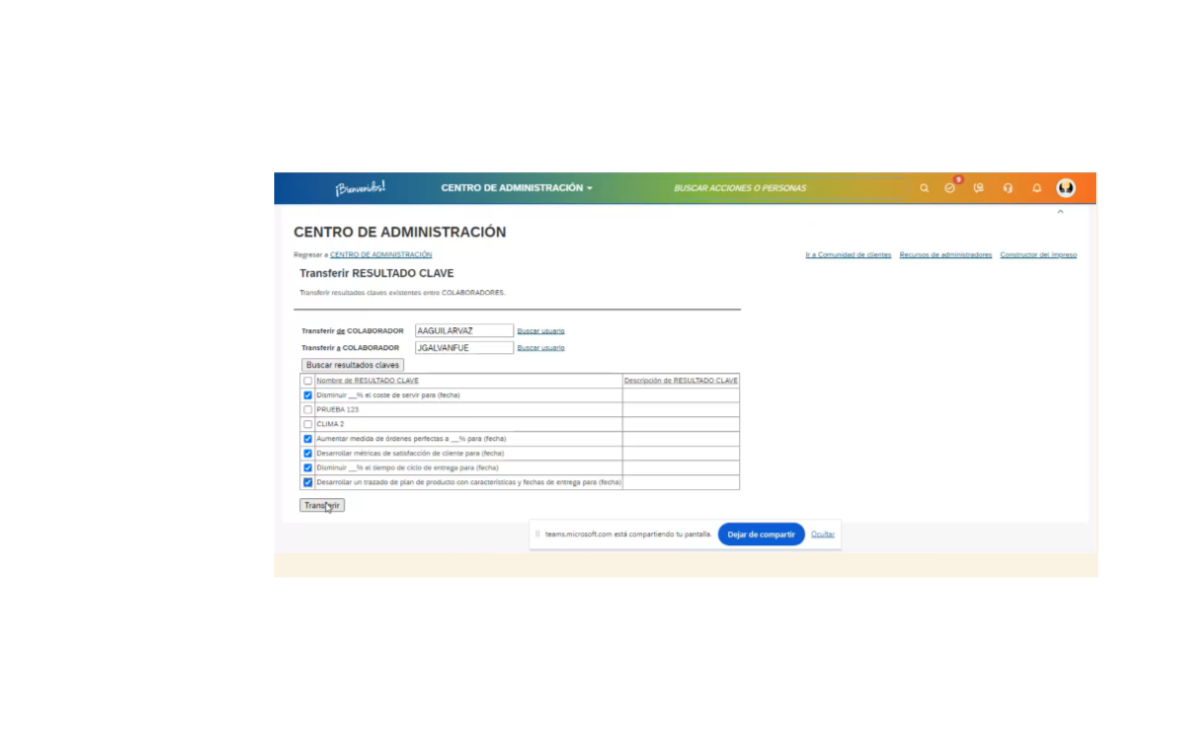 ¡Bienvenidos!
CENTRO DE ADMINISTRACIÓN
BUSCAR ACCIONES O PERSONAS
9
CENTRO DE ADMINISTRACIÓN
Regresar a CENTRO DE ADMINISTRACIÓN
Ir a Comunidad de clientes Recursos de administradores Constructor del impreso
Transferir RESULTADO CLAVE
Transferir resultados claves existentes entre COLABORADORES.
Transferir de COLABORADOR AAGUILARVAZ Buscar usuario
Transferir a COLABORADOR JGALVANFUE Buscar usuario
Buscar resultados claves
Nombre de RESULTADO CLAVE Descripción de RESULTADO CLAVE
Disminuir __% el coste de servir para (fecha)
PRUEBA 123
CLIMA 2
Aumentar medida de órdenes perfectas a __% para (fecha)
Desarrollar métricas de satisfacción de cliente para (fecha)
Disminuir __% el tiempo de ciclo de entrega para (fecha)
Desarrollar un trazado de plan de producto con características y fechas de entrega para (fecha)
Transferir
teams.microsoft.com está compartiendo tu pantalla. Dejar de compartir Ocultar